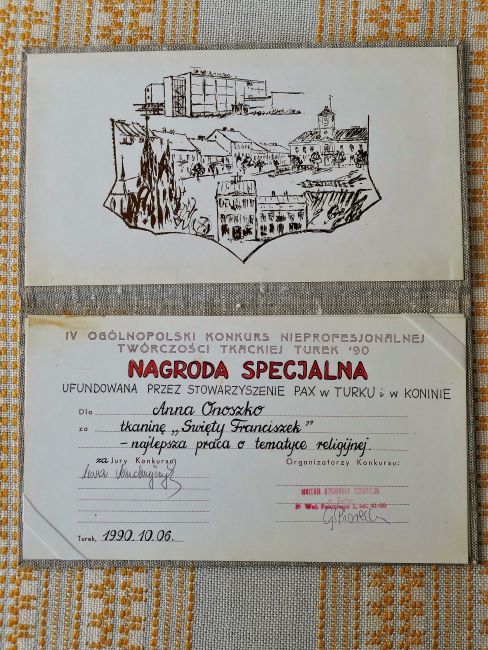 IV OGÓLNOPOLSKI KONKURS NIEPROFESJONALNEJ
TWÓRCZOŚCI TKACKIEJ TUREK '90
NAGRODA SPECJALNA
UFUNDOWANA PRZEZ STOWARZYSZENIE PAX W TURKU i W KONINIE
Dla Anna Onoszko
za tkaninę „Święty Franciszek"
- najlepsza praca o tematyce religijnej.
za Jury Konkursu:
Organizatorzy Konkursu:
Turek, 1990.10.06.